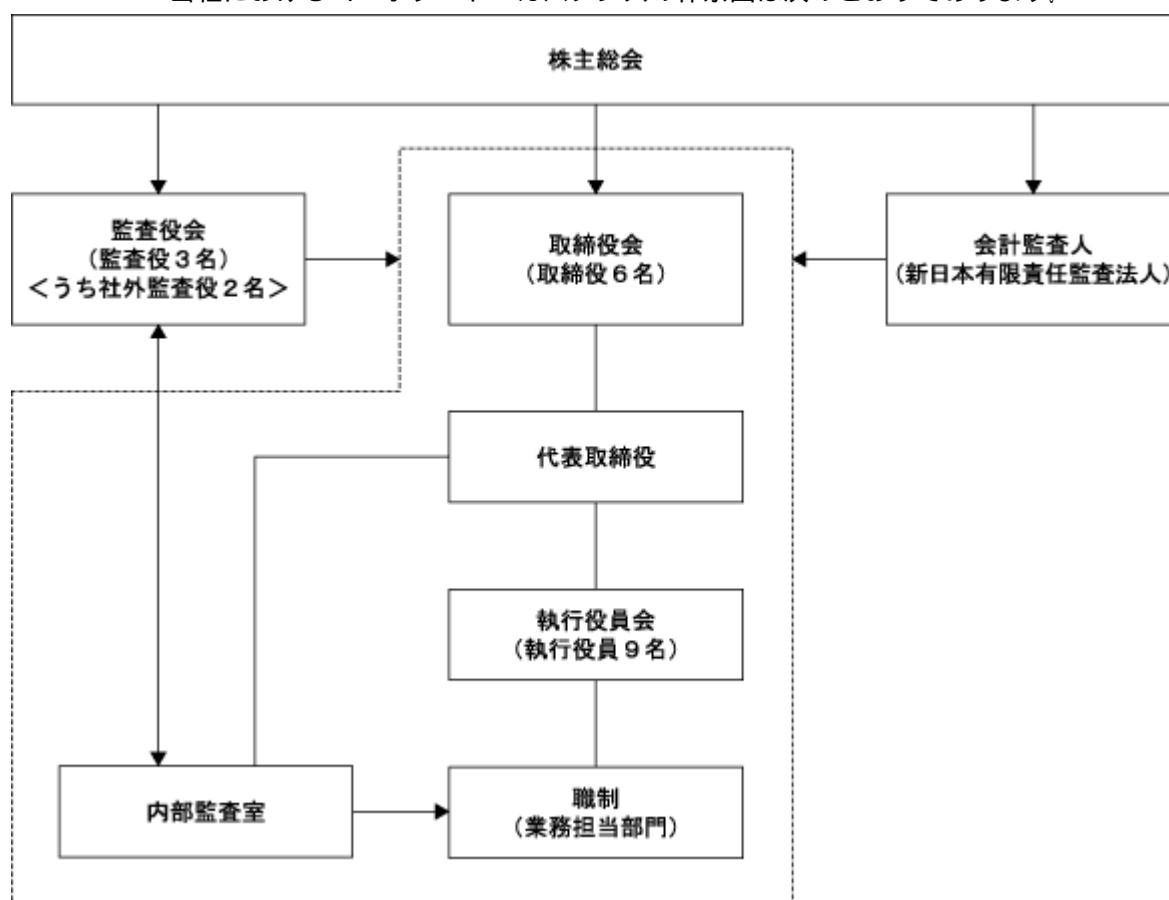 株主総会
監査役会
(監査役3名)
<うち社外監査役2名>
取締役会
(取締役6名)
会計監査人
(新日本有限責任監査法人)
代表取締役
執行役員会
(執行役員9名)
内部監査室
職制
(業務担当部門)